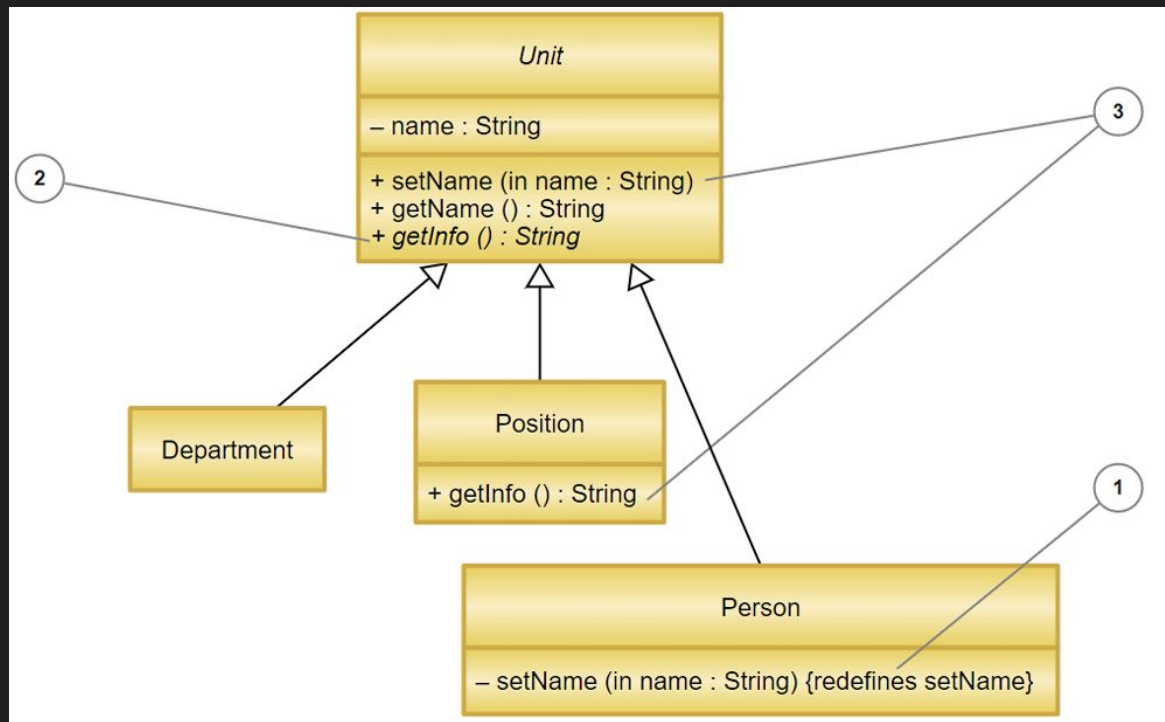 Unit
– name : String
3
2
+ setName (in name : String)
+ getName () : String
+ getInfo () : String
Department
Position
+ getInfo () : String
1
Person
– setName (in name : String) {redefines setName}